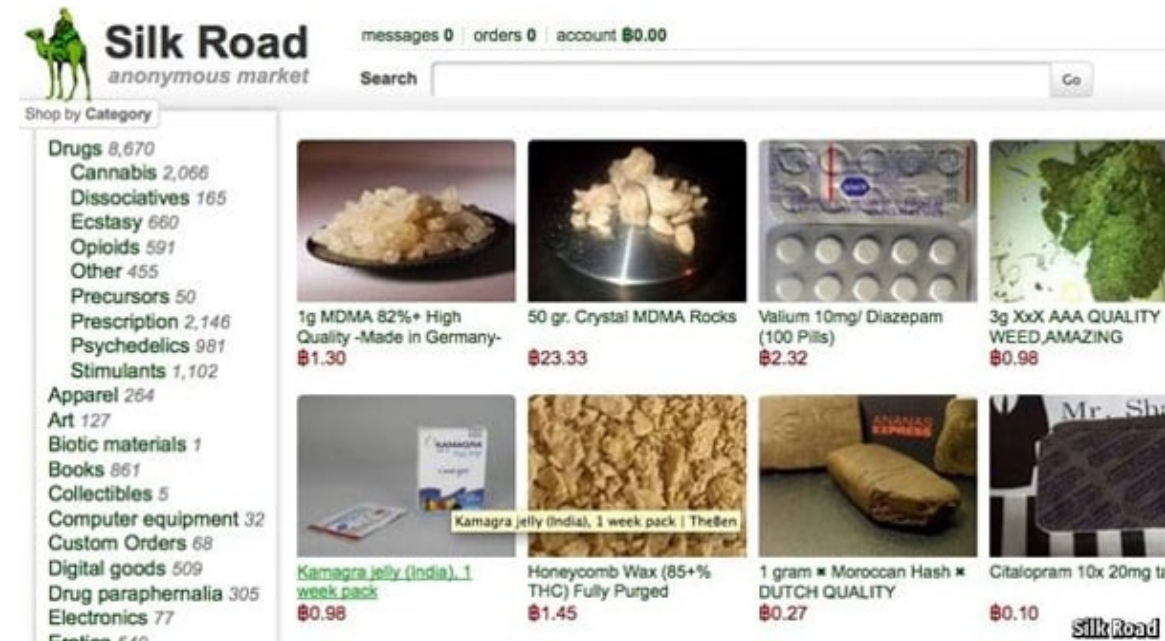 Silk Road
anonymous market
messages 0 orders 0 account ฿0.00
Search
Go
Shop by Category
Drugs 8,670
Cannabis 2,066
Dissociatives 165
Ecstasy 660
Opioids 591
Other 455
Precursors 50
Prescription 2,146
Psychedelics 981
Stimulants 1,102
Apparel 264
Art 127
Biotic materials 1
Books 861
Collectibles 5
Computer equipment 32
Custom Orders 68
Digital goods 509
Drug paraphernalia 305
Electronics 77
1g MDMA 82%+ High
Quality -Made in Germany-
฿1.30
50 gr. Crystal MDMA Rocks
฿23.33
Valium 10mg/ Diazepam
(100 Pills)
฿2.32
3g XxX AAA QUALITY
WEED,AMAZING
฿0.98
KAMAGRA
Kamagra jelly (India), 1 week pack | TheBen
Kamagra jelly (India), 1
week pack
฿0.98
Honeycomb Wax (85+%
THC) Fully Purged
฿1.45
ANANAS
EXPRESS
1 gram ✖ Moroccan Hash ✖
DUTCH QUALITY
฿0.27
Mr. Sh
Citalopram 10x 20mg ta
฿0.10
Silk Road